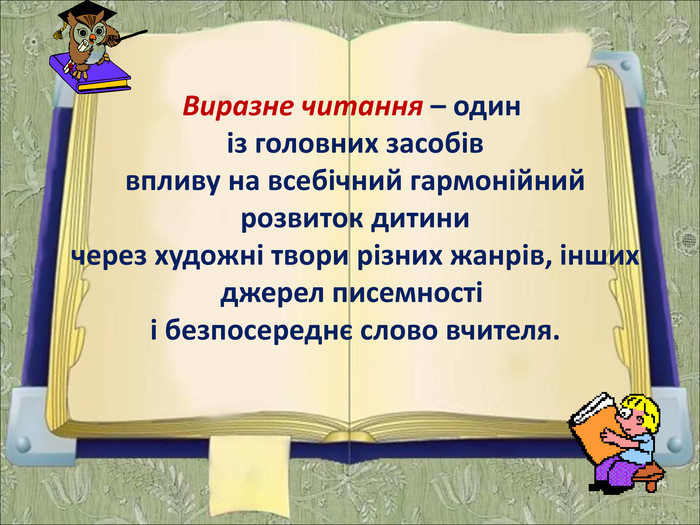 Виразне читання – один
із головних засобів
впливу на всебічний гармонійний
розвиток дитини
через художні твори різних жанрів, інших
джерел писемності
і безпосереднє слово вчителя.